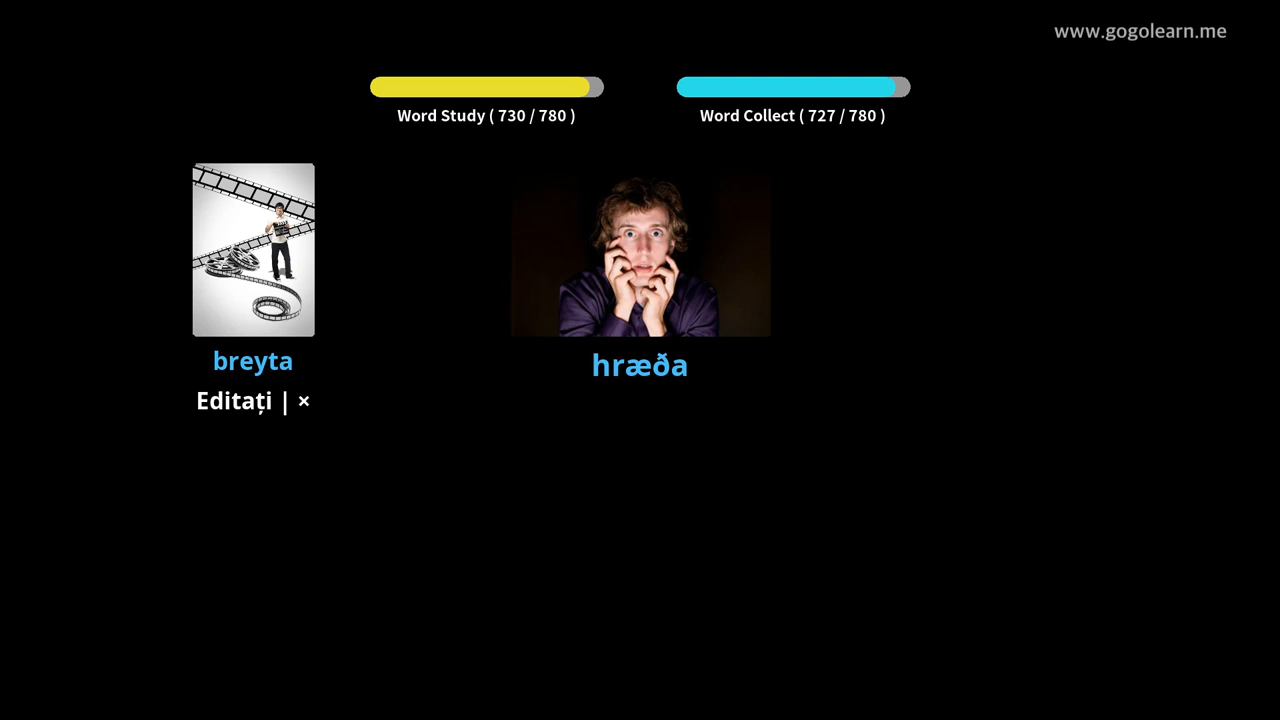 www.gogolearn.me
Word Study ( 730 / 780 )
Word Collect ( 727 / 780 )
breyta
Editați | ×
hræða